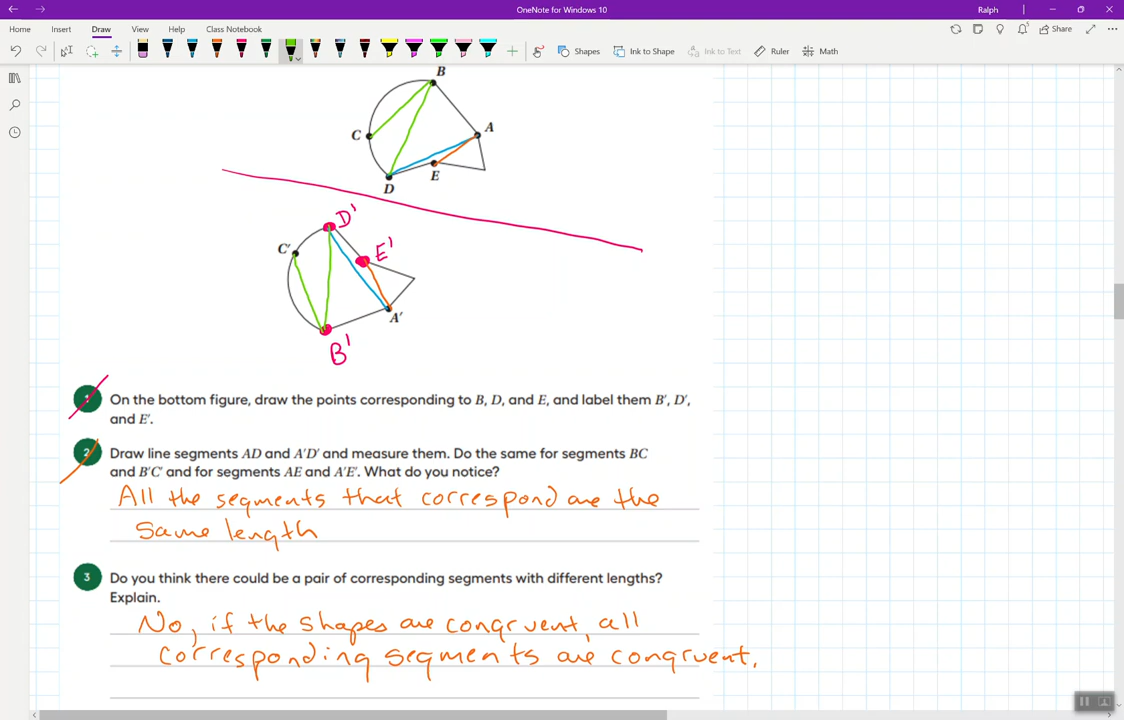 OneNote for Windows 10
Ralph
Home Insert Draw View Help Class Notebook
Share
Shapes Ink to Shape Ink to Text Ruler Math
B
C
A
E
D
D'
C'
E'
A'
B'
1 On the bottom figure, draw the points corresponding to B, D, and E, and label them B', D',
and E'.
2 Draw line segments AD and A'D' and measure them. Do the same for segments BC
and B'C' and for segments AE and A'E'. What do you notice?
All the segments that correspond are the
same length
3 Do you think there could be a pair of corresponding segments with different lengths?
Explain.
No, if the shapes are congruent, all
corresponding segments are congruent.